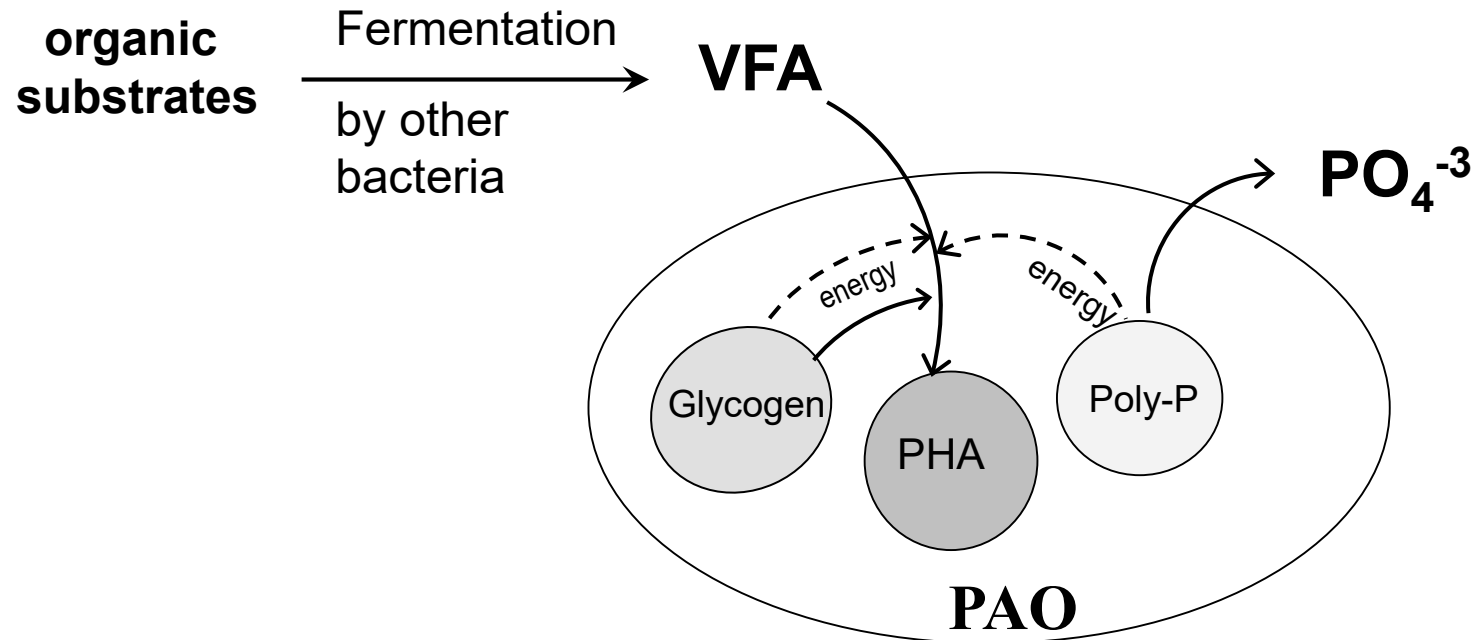 organic
substrates
Fermentation
by other
bacteria
VFA
PO₄⁻³
energy
energy
Glycogen
PHA
Poly-P
PAO